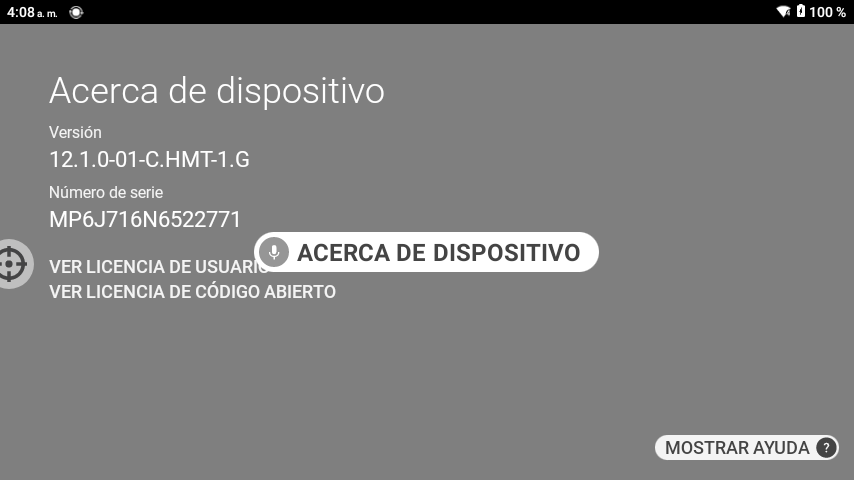 4:08 a. m.
100 %
Acerca de dispositivo
Versión
12.1.0-01-C.HMT-1.G
Número de serie
MP6J716N6522771
ACERCA DE DISPOSITIVO
VER LICENCIA DE USUARIO
VER LICENCIA DE CÓDIGO ABIERTO
MOSTRAR AYUDA ?